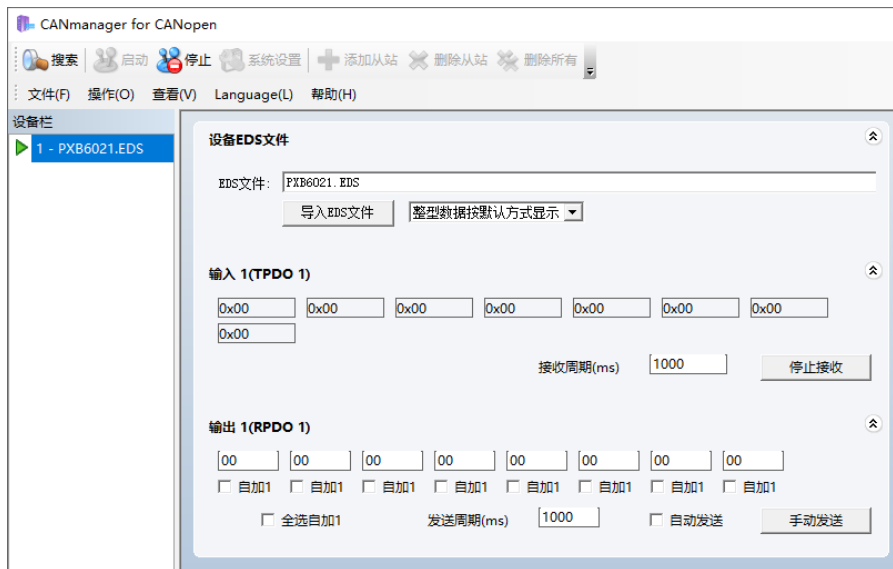 CANmanager for CANopen
搜索 启动 停止 系统设置 添加从站 删除从站 删除所有
文件(F) 操作(O) 查看(V) Language(L) 帮助(H)
设备栏
1 - PXB6021.EDS
设备EDS文件
EDS文件: PXB6021.EDS
导入EDS文件 整型数据按默认方式显示
输入 1(TPDO 1)
0x00 0x00 0x00 0x00 0x00 0x00 0x00
0x00
接收周期(ms) 1000 停止接收
输出 1(RPDO 1)
00 00 00 00 00 00 00 00
自加1 自加1 自加1 自加1 自加1 自加1 自加1 自加1
全选自加1 发送周期(ms) 1000 自动发送 手动发送